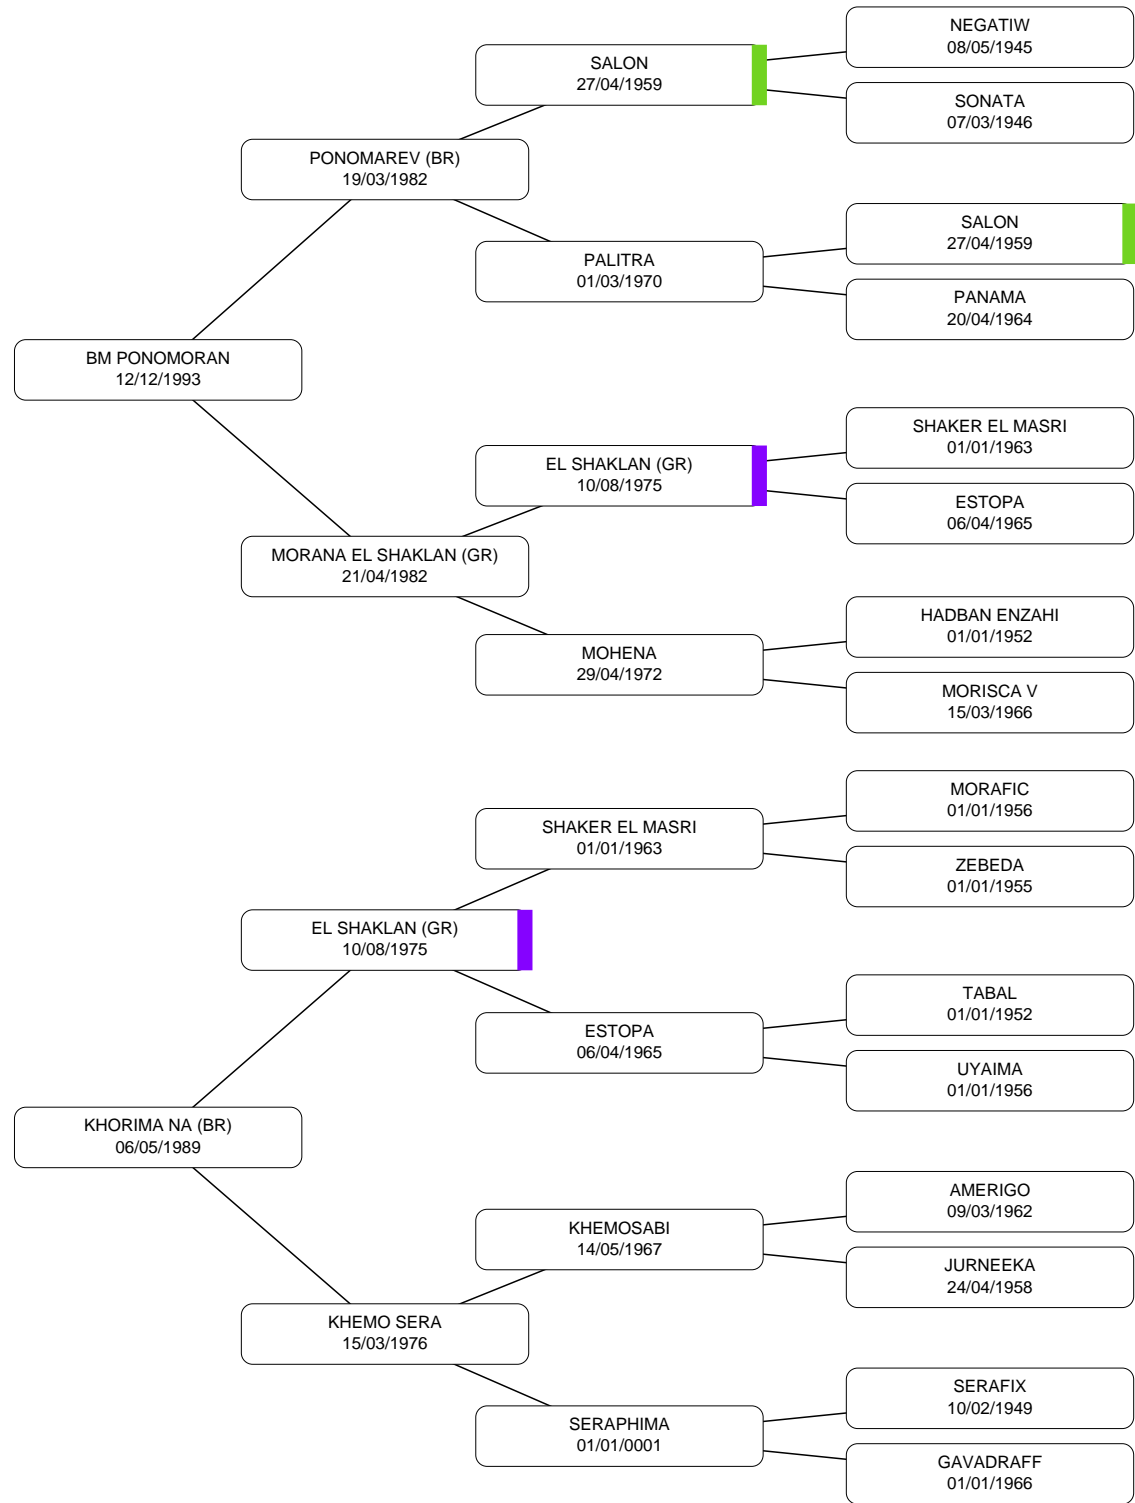 NEGATIW
08/05/1945
SALON
27/04/1959
SONATA
07/03/1946
PONOMAREV (BR)
19/03/1982
SALON
27/04/1959
PALITRA
01/03/1970
PANAMA
20/04/1964
BM PONOMORAN
12/12/1993
SHAKER EL MASRI
01/01/1963
EL SHAKLAN (GR)
10/08/1975
ESTOPA
06/04/1965
MORANA EL SHAKLAN (GR)
21/04/1982
HADBAN ENZAHI
01/01/1952
MOHENA
29/04/1972
MORISCA V
15/03/1966
MORAFIC
01/01/1956
SHAKER EL MASRI
01/01/1963
ZEBEDA
01/01/1955
EL SHAKLAN (GR)
10/08/1975
TABAL
01/01/1952
ESTOPA
06/04/1965
UYAIMA
01/01/1956
KHORIMA NA (BR)
06/05/1989
AMERIGO
09/03/1962
KHEMOSABI
14/05/1967
JURNEEKA
24/04/1958
KHEMO SERA
15/03/1976
SERAFIX
10/02/1949
SERAPHIMA
01/01/0001
GAVADRAFF
01/01/1966